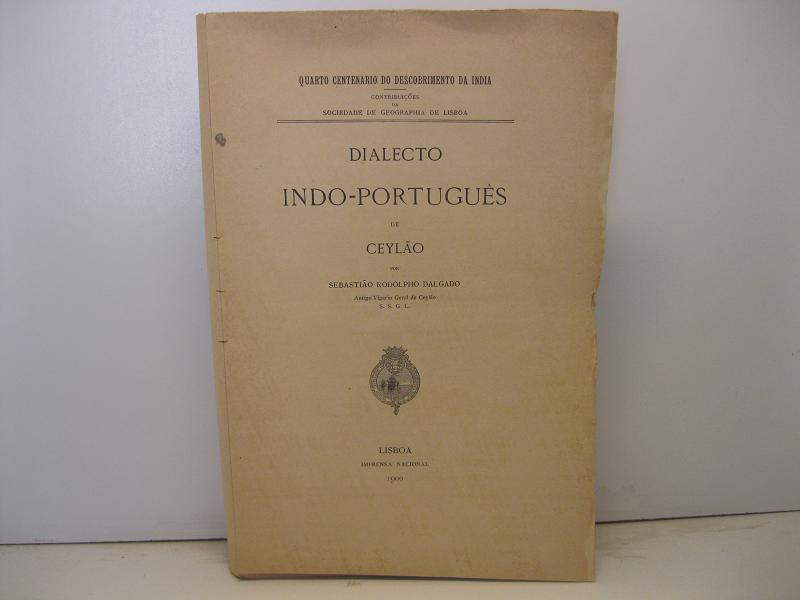 QUARTO CENTENARIO DO DESCOBRIMENTO DA INDIA
CONTRIBUIÇÕES
DA
SOCIEDADE DE GEOGRAPHIA DE LISBOA
DIALECTO
INDO-PORTUGUÊS
DE
CEYLÃO
POR
SEBASTIÃO RODOLPHO DALGADO
Antigo Vigario Geral de Ceylão
S. S. G. L.
LISBOA
IMPRENSA NACIONAL
1900